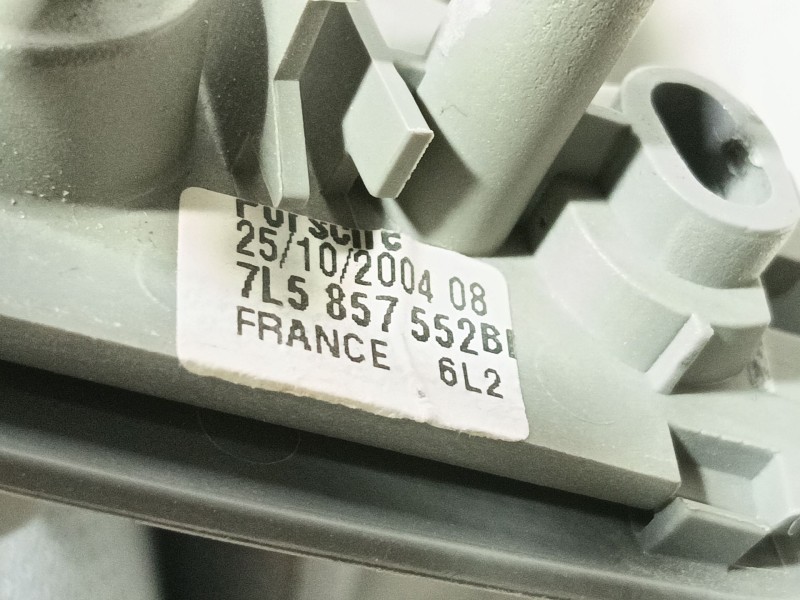 Porsche
25/10/2004 08
7L5 857 552B
FRANCE 6L2